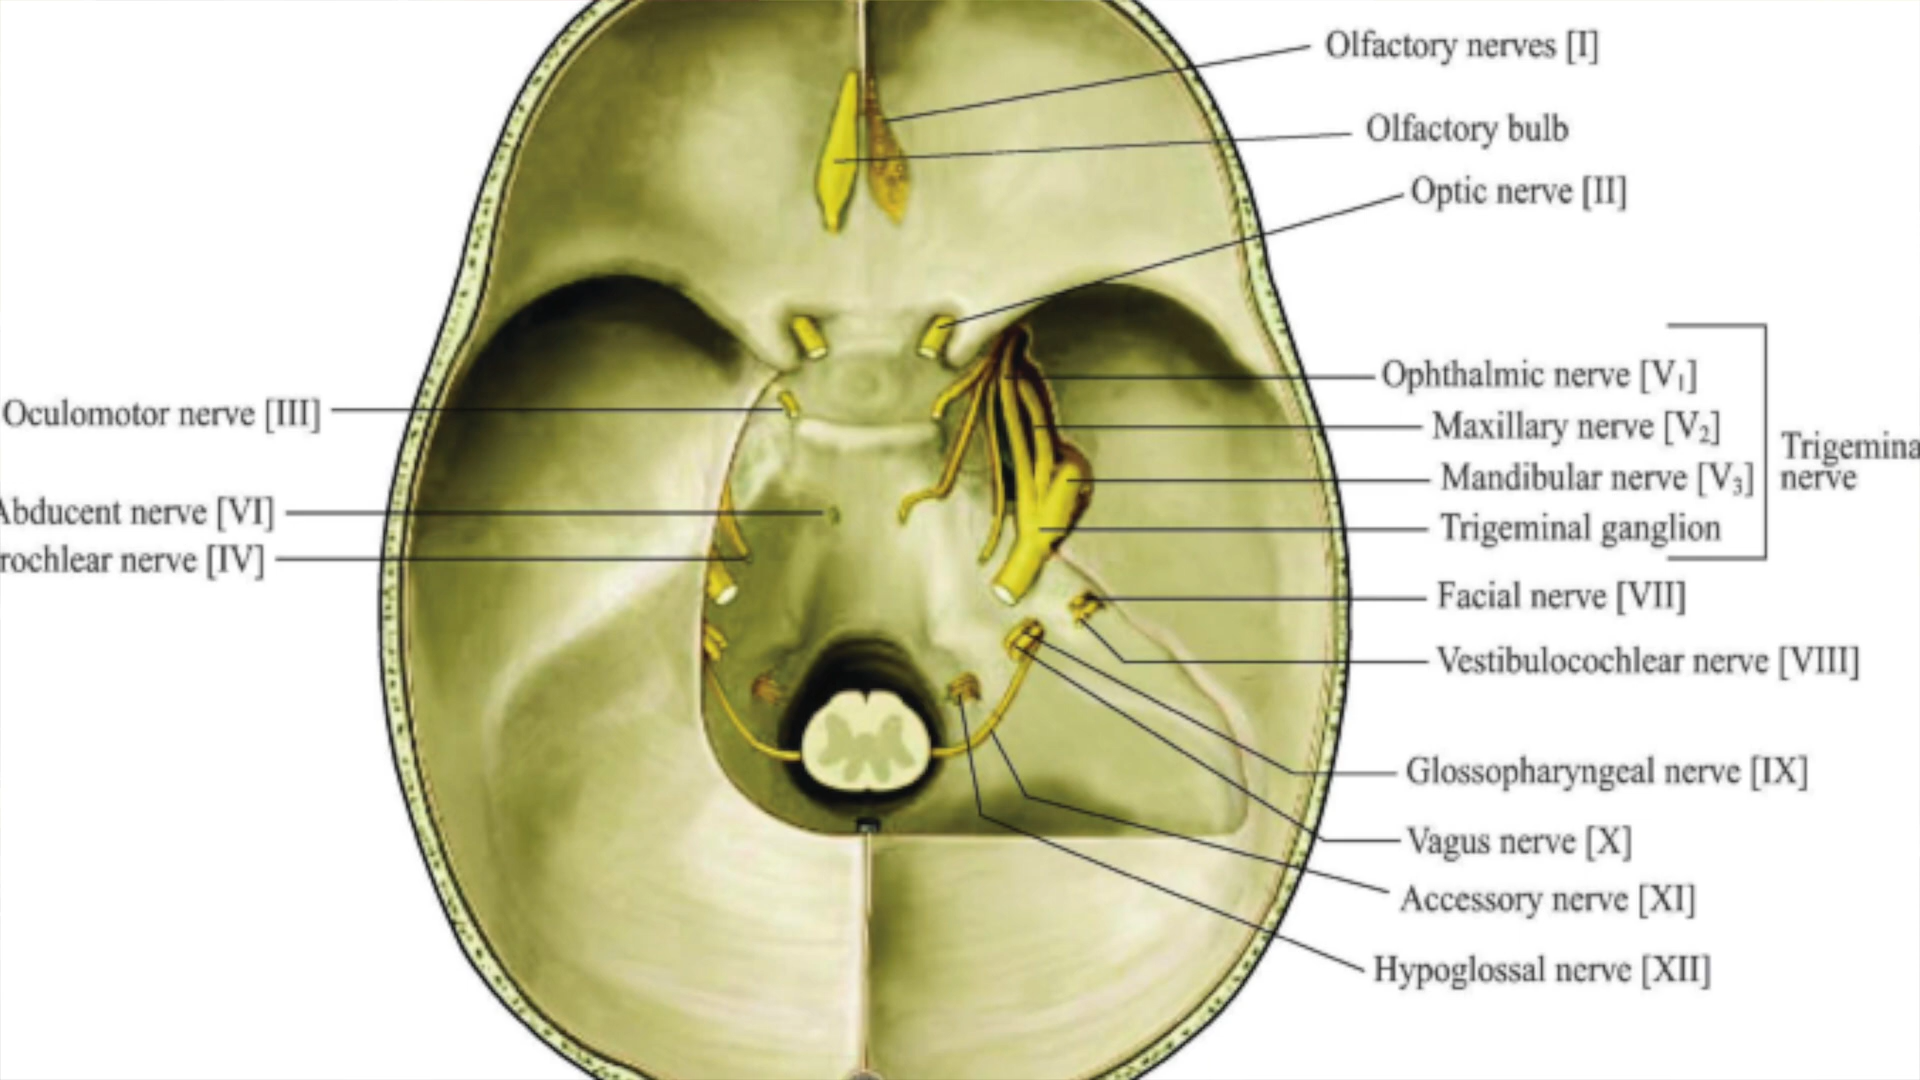 Olfactory nerves [I]
Olfactory bulb
Optic nerve [II]
Ophthalmic nerve [V₁]
Maxillary nerve [V₂]
Mandibular nerve [V₃]
Trigeminal ganglion
Trigemina
nerve
Facial nerve [VII]
Vestibulocochlear nerve [VIII]
Glossopharyngeal nerve [IX]
Vagus nerve [X]
Accessory nerve [XI]
Hypoglossal nerve [XII]
Oculomotor nerve [III]
Abducent nerve [VI]
rochlear nerve [IV]